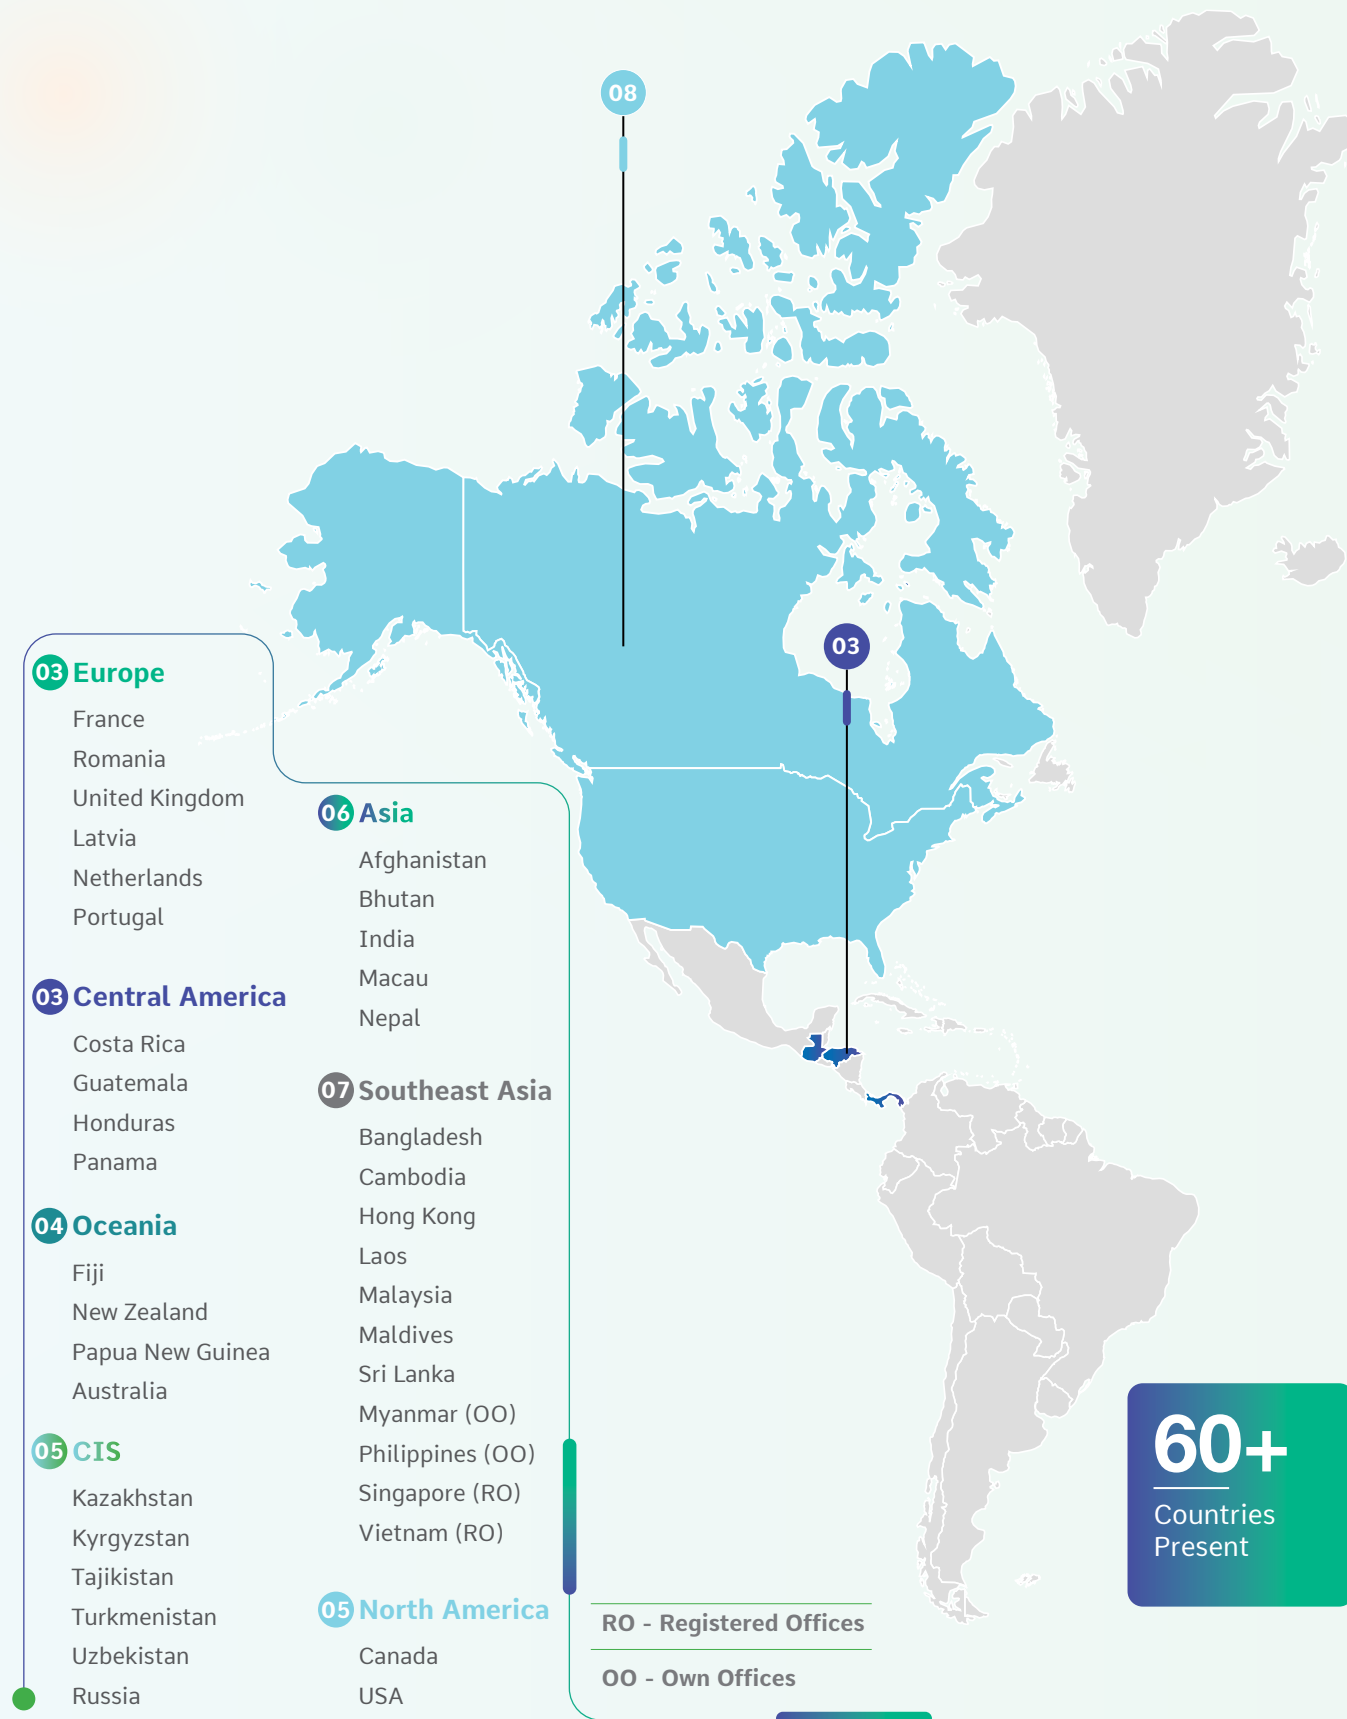 08
03
03 Europe
France
Romania
United Kingdom
Latvia
Netherlands
Portugal
03 Central America
Costa Rica
Guatemala
Honduras
Panama
04 Oceania
Fiji
New Zealand
Papua New Guinea
Australia
05 CIS
Kazakhstan
Kyrgyzstan
Tajikistan
Turkmenistan
Uzbekistan
Russia
06 Asia
Afghanistan
Bhutan
India
Macau
Nepal
07 Southeast Asia
Bangladesh
Cambodia
Hong Kong
Laos
Malaysia
Maldives
Sri Lanka
Myanmar (OO)
Philippines (OO)
Singapore (RO)
Vietnam (RO)
05 North America
Canada
USA
RO - Registered Offices
OO - Own Offices
60+
Countries
Present